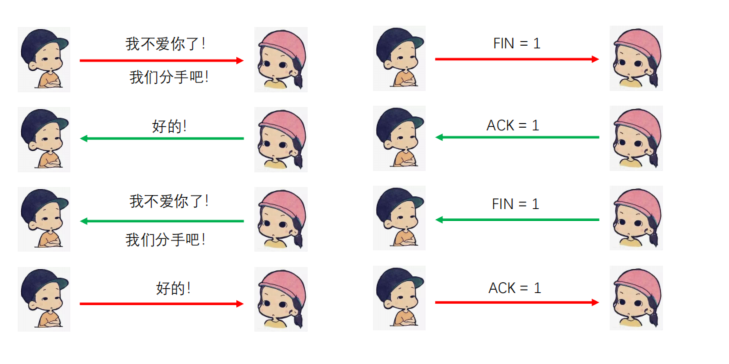 我不爱你了!
我们分手吧!
好的!
我不爱你了!
我们分手吧!
好的!
FIN = 1
ACK = 1
FIN = 1
ACK = 1